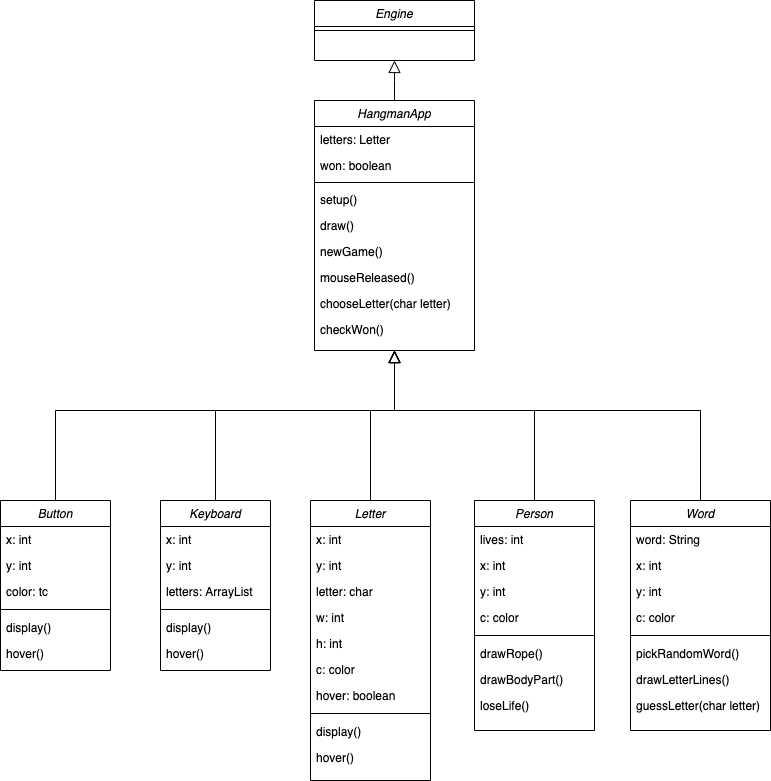 Engine
HangmanApp
letters: Letter
won: boolean
setup()
draw()
newGame()
mouseReleased()
chooseLetter(char letter)
checkWon()
Button
x: int
y: int
color: tc
display()
hover()
Keyboard
x: int
y: int
letters: ArrayList
display()
hover()
Letter
x: int
y: int
letter: char
w: int
h: int
c: color
hover: boolean
display()
hover()
Person
lives: int
x: int
y: int
c: color
drawRope()
drawBodyPart()
loseLife()
Word
word: String
x: int
y: int
c: color
pickRandomWord()
drawLetterLines()
guessLetter(char letter)